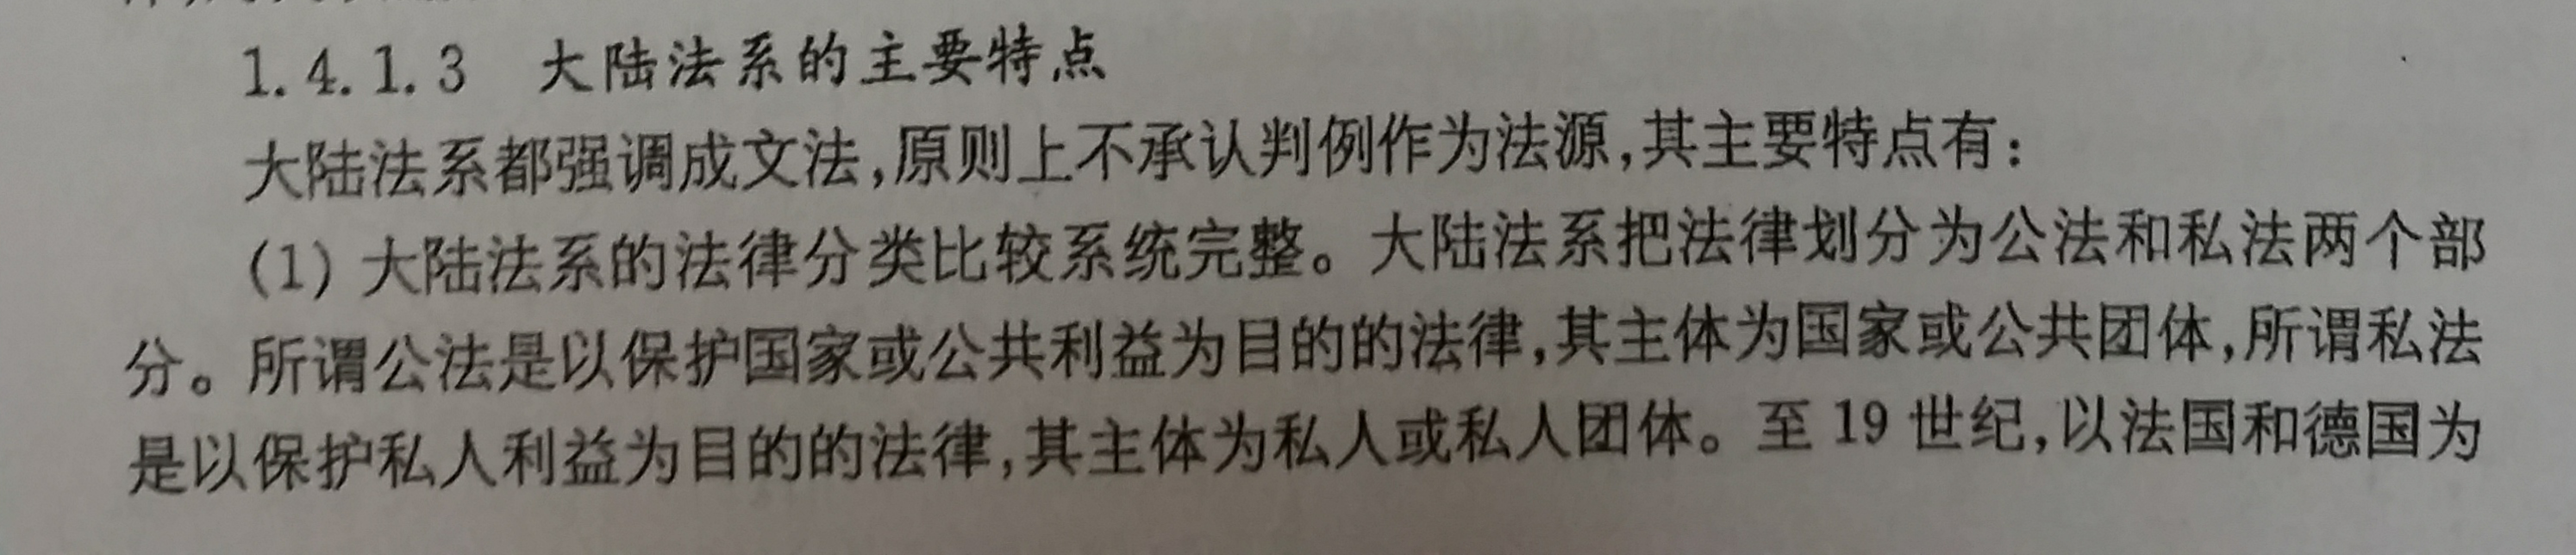 1.4.1.3 大陆法系的主要特点
大陆法系都强调成文法,原则上不承认判例作为法源,其主要特点有:
(1) 大陆法系的法律分类比较系统完整。大陆法系把法律划分为公法和私法两个部
分。所谓公法是以保护国家或公共利益为目的的法律,其主体为国家或公共团体,所谓私法
是以保护私人利益为目的的法律,其主体为私人或私人团体。至 19 世纪,以法国和德国为